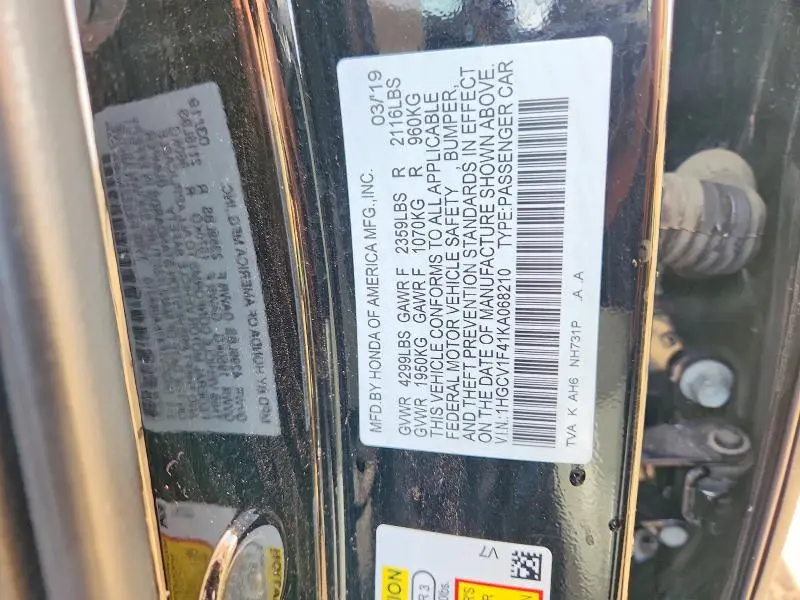 MFD.BY HONDA OF AMERICA MFG.,INC. 03/19
GVWR 4299LBS GAWR F 2359LBS R 2116LBS
GVWR 1950KG GAWR F 1070KG R 960KG
THIS VEHICLE CONFORMS TO ALL APPLICABLE
FEDERAL MOTOR VEHICLE SAFETY , BUMPER,
AND THEFT PREVENTION STANDARDS IN EFFECT
ON THE DATE OF MANUFACTURE SHOWN ABOVE.
V.I.N.:1HGCV1F41KA068210 TYPE:PASSENGER CAR
TVA K AH6 NH731P .A .A
V7